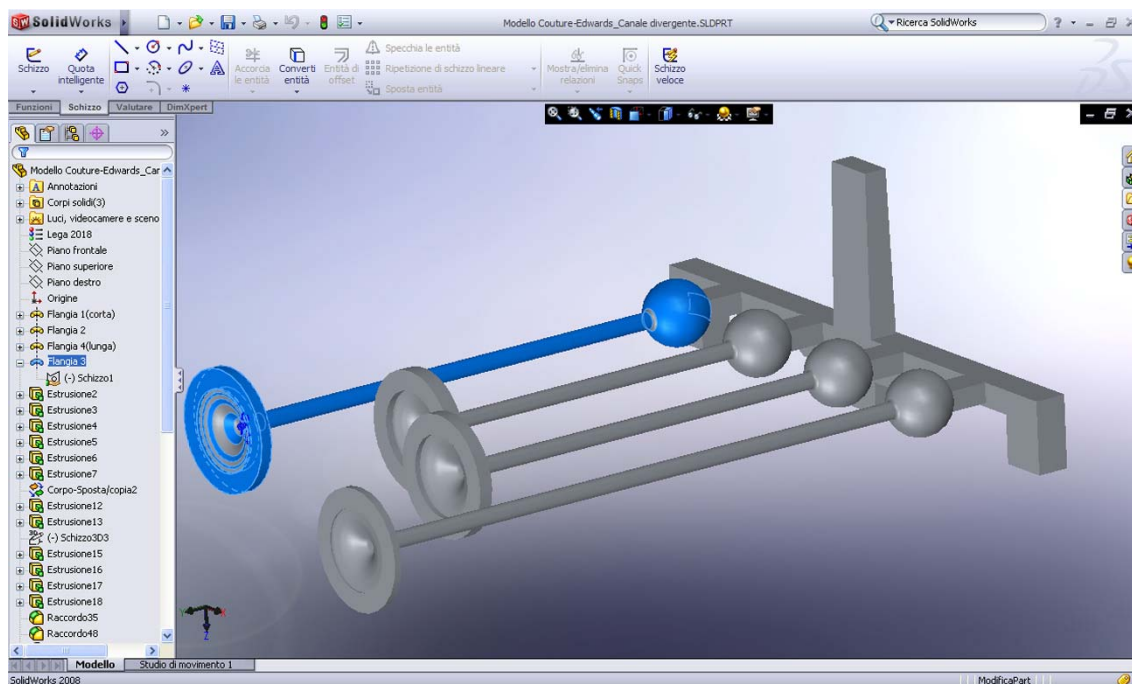 SolidWorks
Modello Couture-Edwards_Canale divergente.SLDPRT
Ricerca SolidWorks
Schizzo
Quota intelligente
Accorcia le entità
Converti entità
Entità di offset
Specchia le entità
Ripetizione di schizzo lineare
Sposta entità
Mostra/elimina relazioni
Quick Snaps
Schizzo veloce
Funzioni Schizzo Valutare DimXpert
Modello Couture-Edwards_Car
Annotazioni
Corpi solidi(3)
Luci, videocamere e sceno
Lega 2018
Piano frontale
Piano superiore
Piano destro
Origine
Flangia 1(corta)
Flangia 2
Flangia 4(lunga)
Flangia 3
(-) Schizzo1
Estrusione2
Estrusione3
Estrusione4
Estrusione5
Estrusione6
Estrusione7
Corpo-Sposta/copia2
Estrusione12
Estrusione13
(-) Schizzo3D3
Estrusione15
Estrusione16
Estrusione17
Estrusione18
Raccordo35
Raccordo48
Modello Studio di movimento 1
SolidWorks 2008
ModificaPart